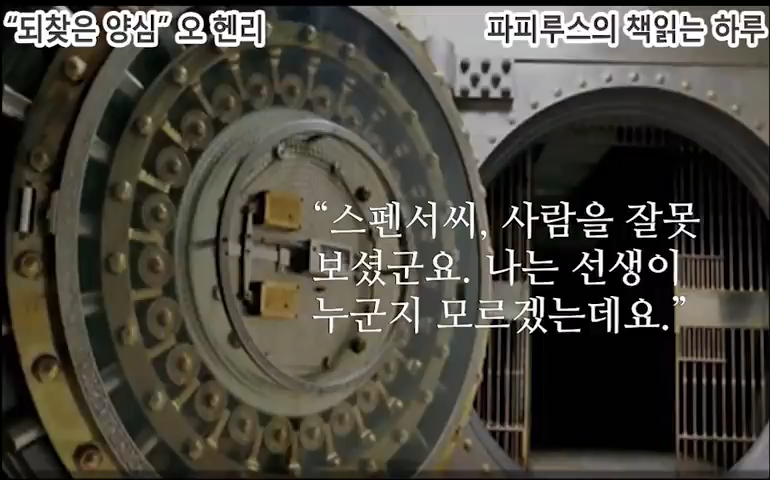 “되찾은 양심” 오 헨리
파피루스의 책읽는 하루
“스펜서씨, 사람을 잘못
보셨군요. 나는 선생이
누군지 모르겠는데요.”